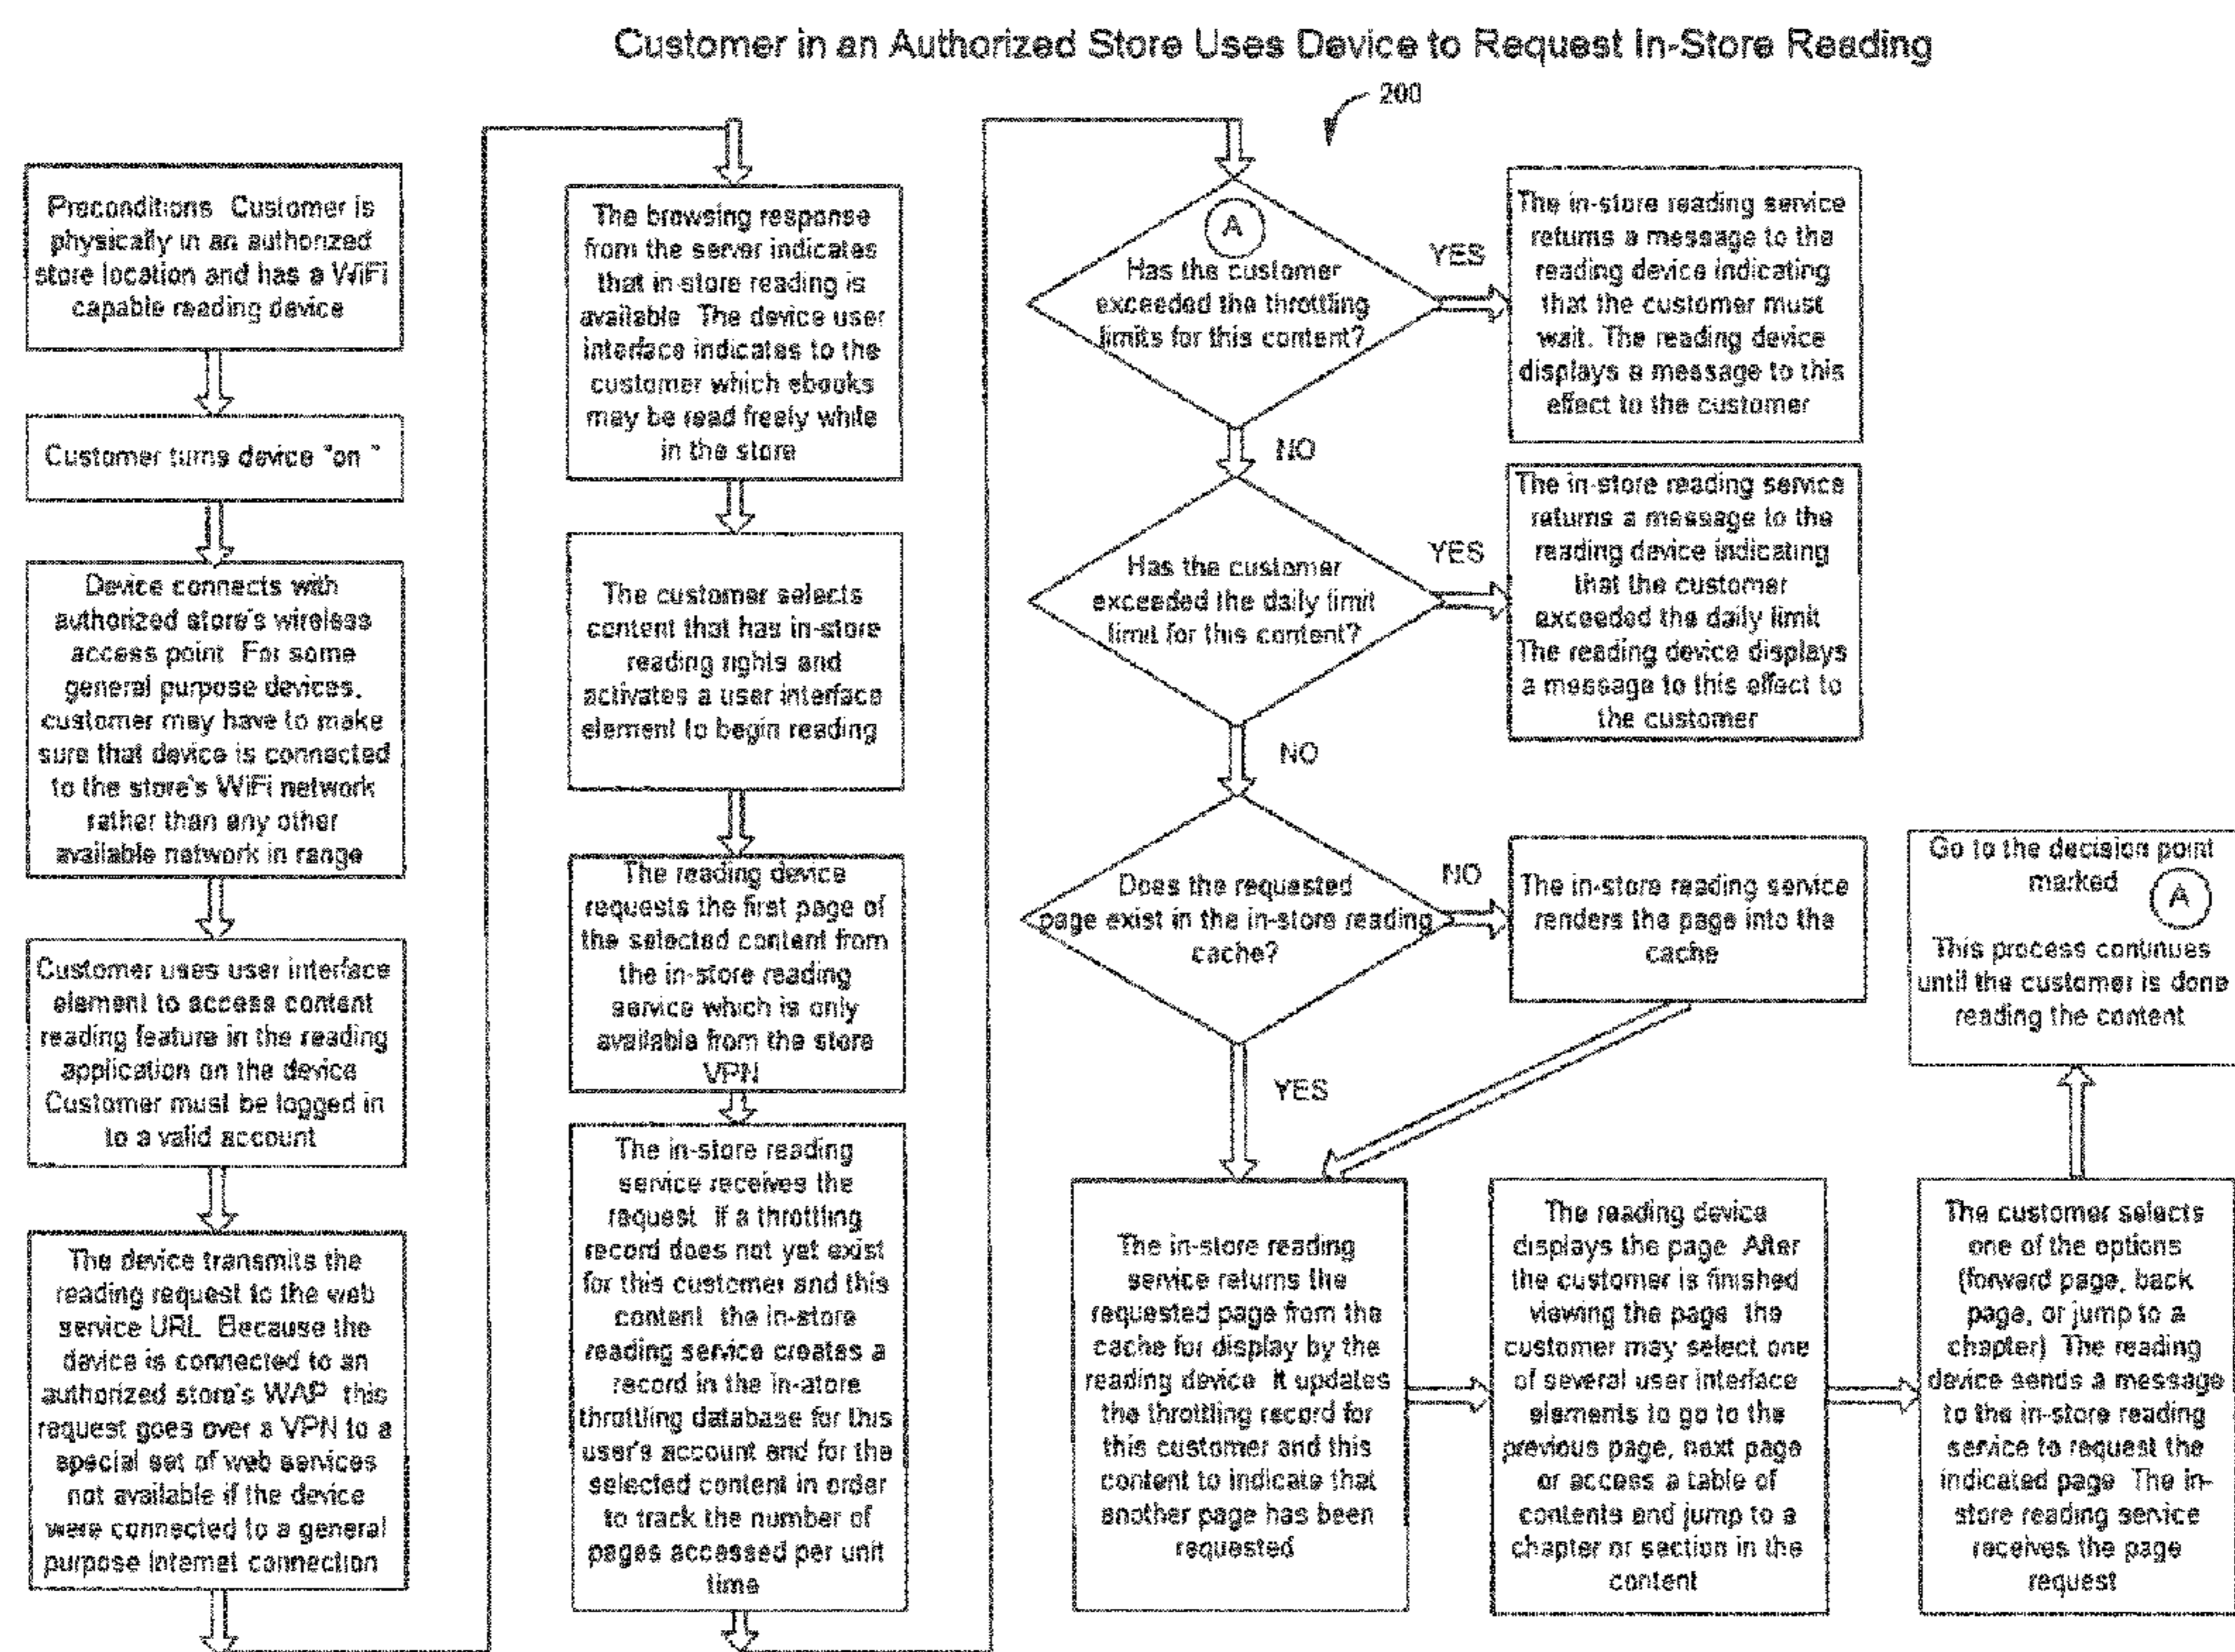 Customer in an Authorized Store Uses Device to Request In-Store Reading
200
Preconditions Customer is
physically in an authorized
store location and has a WiFi
capable reading device
Customer turns device "on "
Device connects with
authorized store's wireless
access point For some
general purpose devices,
customer may have to make
sure that device is connected
to the store's WiFi network
rather than any other
available network in range
Customer uses user interface
element to access content
reading feature in the reading
application on the device
Customer must be logged in
to a valid account
The device transmits the
reading request to the web
service URL Because the
device is connected to an
authorized store's WAP this
request goes over a VPN to a
special set of web services
not available if the device
were connected to a general
purpose Internet connection
The browsing response
from the server indicates
that in-store reading is
available The device user
interface indicates to the
customer which ebooks
may be read freely while
in the store
The customer selects
content that has in-store
reading rights and
activates a user interface
element to begin reading
The reading device
requests the first page of
the selected content from
the in-store reading
service which is only
available from the store
VPN
The in-store reading
service receives the
request If a throttling
record does not yet exist
for this customer and this
content the in-store
reading service creates a
record in the in-atore
throttling database for this
user's account and for the
selected content in order
to track the number of
pages accessed per unit
time
A
Has the customer
exceeded the throttling
limits for this content?
YES
The in-store reading service
returns a message to the
reading device indicating
that the customer must
wait. The reading device
displays a message to this
effect to the customer
NO
Has the customer
exceeded the daily limit
limit for this content?
YES
The in-store reading service
returns a message to the
reading device indicating
that the customer
exceeded the daily limit
The reading device displays
a message to this effect to
the customer
NO
Does the requested
page exist in the in-store reading
cache?
NO
The in-store reading service
renders the page into the
cache
YES
The in-store reading
service returns the
requested page from the
cache for display by the
reading device It updates
the throttling record for
this customer and this
content to indicate that
another page has been
requested
The reading device
displays the page After
the customer is finished
viewing the page the
customer may select one
of several user interface
elements to go to the
previous page, next page
or access a table of
contents and jump to a
chapter or section in the
content
The customer selects
one of the options
(forward page, back
page, or jump to a
chapter) The reading
device sends a message
to the in-store reading
service to request the
indicated page The in-
store reading service
receives the page
request
Go to the decision point
marked A
This process continues
until the customer is done
reading the content